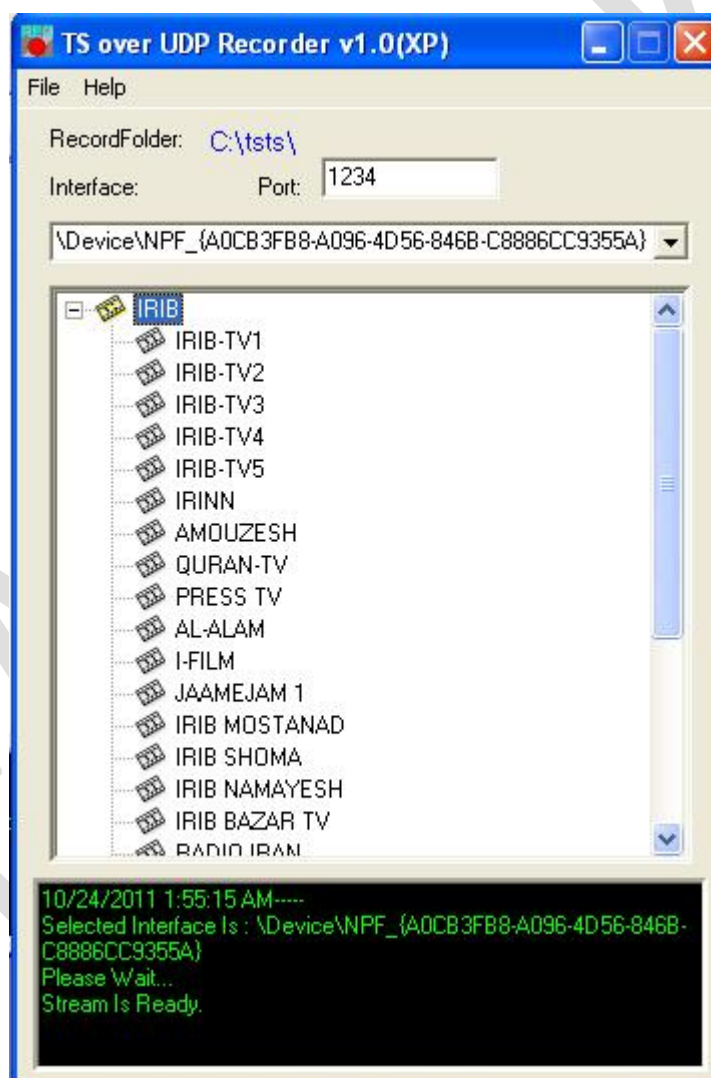 TS over UDP Recorder v1.0(XP)
File Help
RecordFolder: C:\tsts\
Interface: Port: 1234
\Device\NPF_{A0CB3FB8-A096-4D56-846B-C8886CC9355A}
IRIB
IRIB-TV1
IRIB-TV2
IRIB-TV3
IRIB-TV4
IRIB-TV5
IRINN
AMOUZESH
QURAN-TV
PRESS TV
AL-ALAM
I-FILM
JAAMEJAM 1
IRIB MOSTANAD
IRIB SHOMA
IRIB NAMAYESH
IRIB BAZAR TV
RADIO IRAN
10/24/2011 1:55:15 AM-----
Selected Interface Is : \Device\NPF_{A0CB3FB8-A096-4D56-846B-
C8886CC9355A}
Please Wait...
Stream Is Ready.